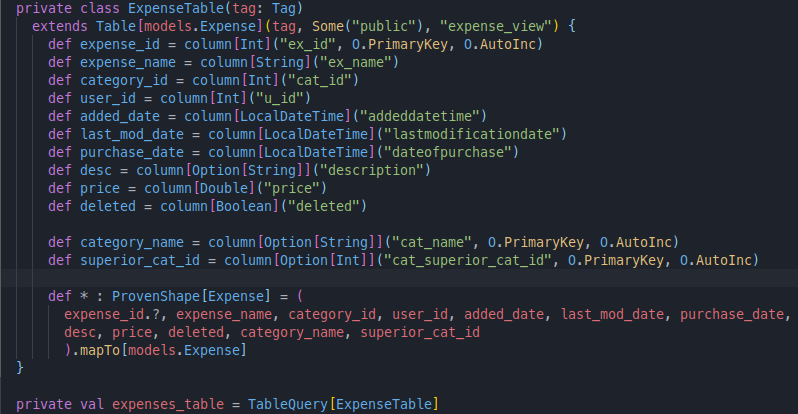 private class ExpenseTable(tag: Tag)
extends Table[models.Expense](tag, Some("public"), "expense_view") {
def expense_id = column[Int]("ex_id", O.PrimaryKey, O.AutoInc)
def expense_name = column[String]("ex_name")
def category_id = column[Int]("cat_id")
def user_id = column[Int]("u_id")
def added_date = column[LocalDateTime]("addeddatetime")
def last_mod_date = column[LocalDateTime]("lastmodificationdate")
def purchase_date = column[LocalDateTime]("dateofpurchase")
def desc = column[Option[String]]("description")
def price = column[Double]("price")
def deleted = column[Boolean]("deleted")
def category_name = column[Option[String]]("cat_name", O.PrimaryKey, O.AutoInc)
def superior_cat_id = column[Option[Int]]("cat_superior_cat_id", O.PrimaryKey, O.AutoInc)
def * : ProvenShape[Expense] = (
expense_id.?, expense_name, category_id, user_id, added_date, last_mod_date, purchase_date,
desc, price, deleted, category_name, superior_cat_id
).mapTo[models.Expense]
}
private val expenses_table = TableQuery[ExpenseTable]